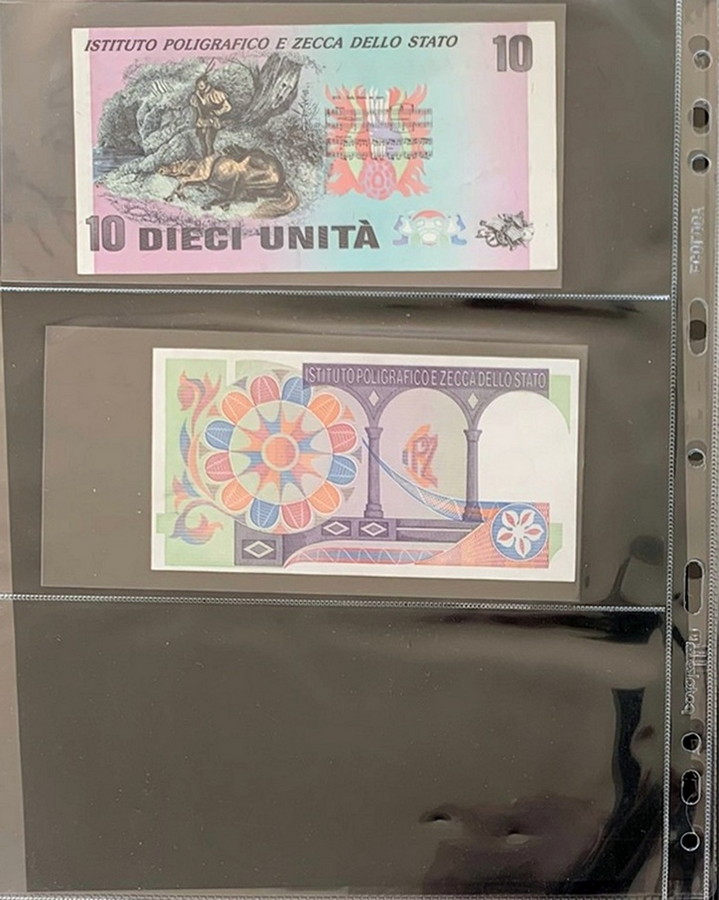 ISTITUTO POLIGRAFICO E ZECCA DELLO STATO
10
10 DIECI UNITÀ
ISTITUTO POLIGRAFICO E ZECCA DELLO STATO